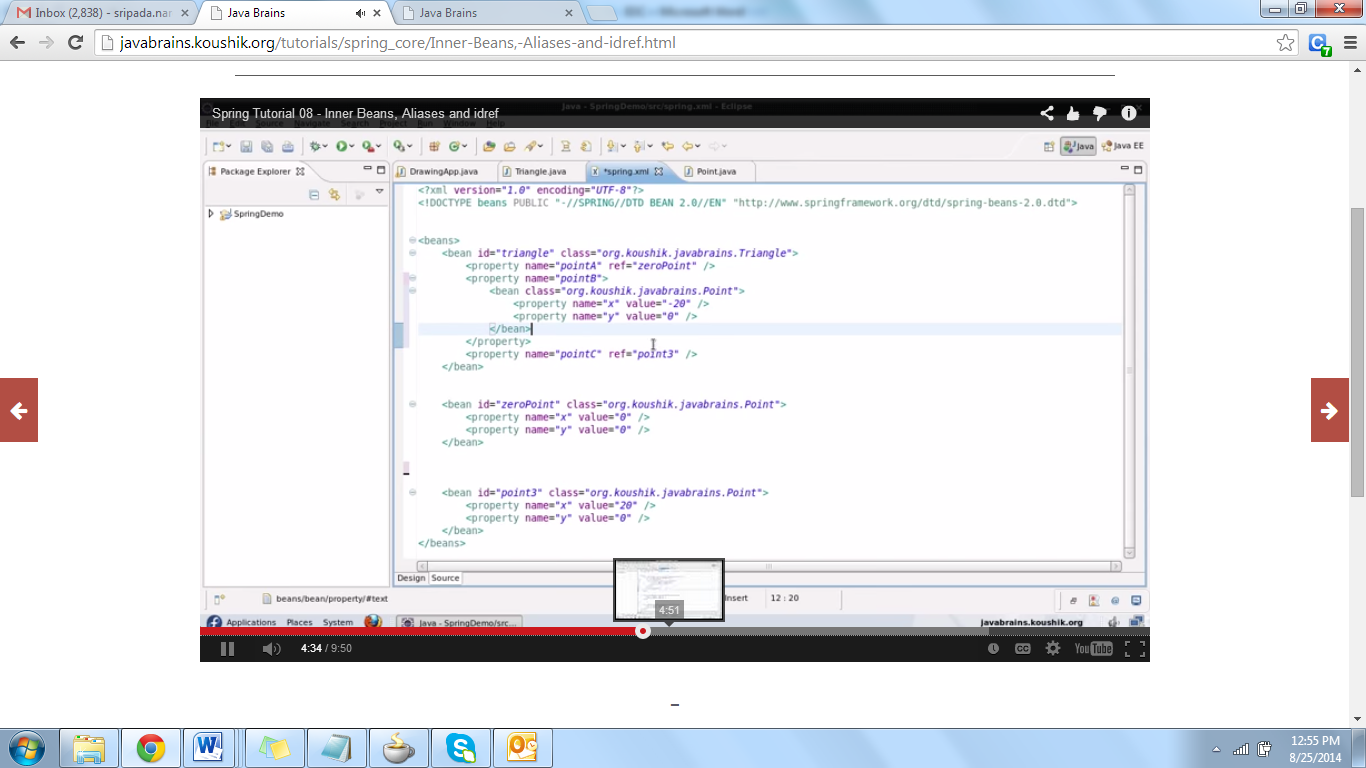 Inbox (2,838) - sripada.nar
Java Brains
Java Brains
javabrains.koushik.org/tutorials/spring_core/Inner-Beans,-Aliases-and-idref.html
7
Java - SpringDemo/src/spring.xml - Eclipse
Spring Tutorial 08 - Inner Beans, Aliases and idref
Java
Java EE
Package Explorer
DrawingApp.java
Triangle.java
*spring.xml
Point.java
SpringDemo
<?xml version="1.0" encoding="UTF-8"?>
<!DOCTYPE beans PUBLIC "-//SPRING//DTD BEAN 2.0//EN" "http://www.springframework.org/dtd/spring-beans-2.0.dtd">
<beans>
<bean id="triangle" class="org.koushik.javabrains.Triangle">
<property name="pointA" ref="zeroPoint" />
<property name="pointB">
<bean class="org.koushik.javabrains.Point">
<property name="x" value="-20" />
<property name="y" value="0" />
</bean>
</property>
<property name="pointC" ref="point3" />
</bean>
<bean id="zeroPoint" class="org.koushik.javabrains.Point">
<property name="x" value="0" />
<property name="y" value="0" />
</bean>
<bean id="point3" class="org.koushik.javabrains.Point">
<property name="x" value="20" />
<property name="y" value="0" />
</bean>
</beans>
Design Source
beans/bean/property/#text
Insert
12 : 20
4:51
Applications Places System
Java - SpringDemo/src...
javabrains.koushik.org
4:34 / 9:50
CC
YouTube
12:55 PM
8/25/2014